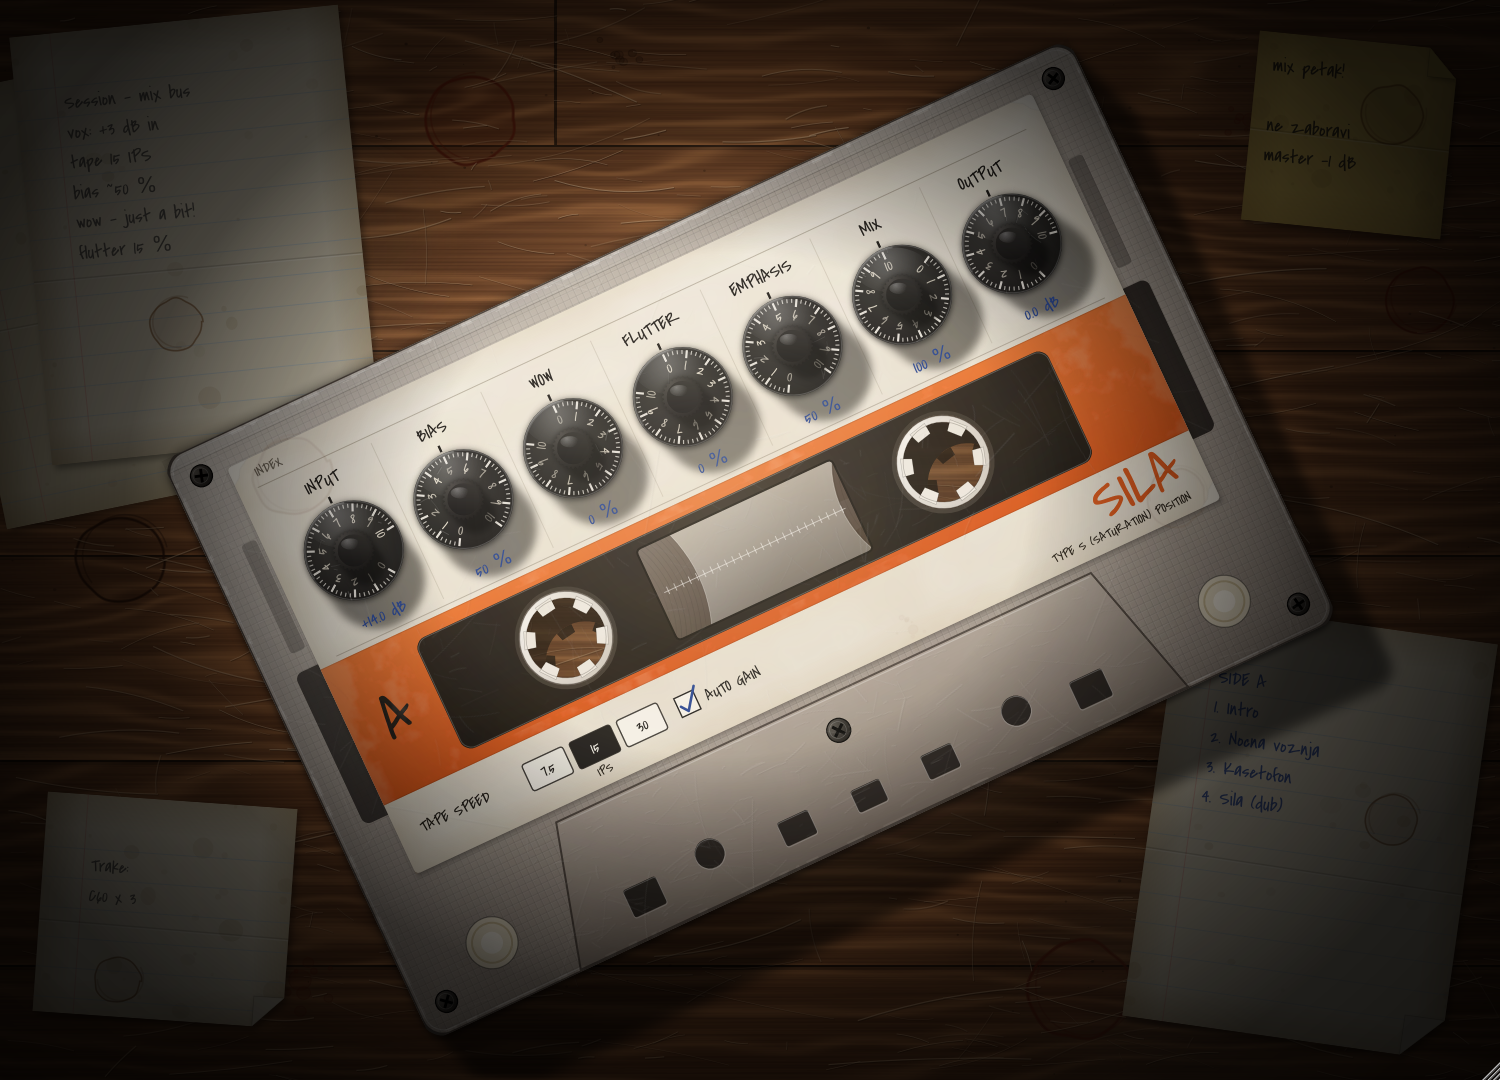 Session - mix bus
vox: +3 dB in
tape 15 IPS
bias ~50 %
wow - just a bit!
flutter 15 %
mix petak!
ne zaboravi
master -1 dB
INDEX
INPUT
BIAS
WOW
FLUTTER
EMPHASIS
MIX
OUTPUT
+14.0 dB
50 %
0 %
0 %
50 %
100 %
0.0 dB
A
SILA
TYPE S (SATURATION) POSITION
TAPE SPEED
7.5
15
30
IPS
AUTO GAIN
SIDE A
1. Intro
2. Nocna voznja
3. Kasetofon
4. Sila (dub)
Trake:
C60 x 3